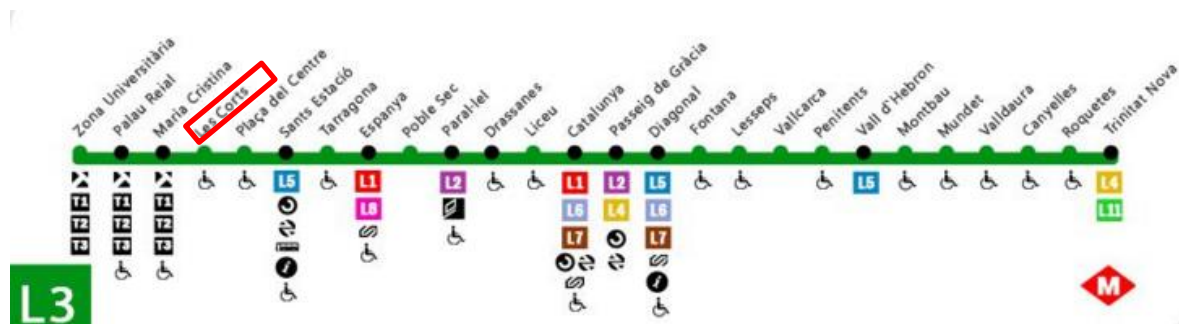 Zona Universitària
Palau Reial
Maria Cristina
Les Corts
Plaça del Centre
Sants Estació
Tarragona
Espanya
Poble Sec
Paral·lel
Drassanes
Liceu
Catalunya
Passeig de Gràcia
Diagonal
Fontana
Lesseps
Vallcarca
Penitents
Vall d'Hebron
Montbau
Mundet
Valldaura
Canyelles
Roquetes
Trinitat Nova
T1
T2
T3
T1
T2
T3
T1
T2
T3
L5
L1
L8
L2
L1
L6
L7
L2
L4
L5
L6
L7
L5
L4
L11
L3
M